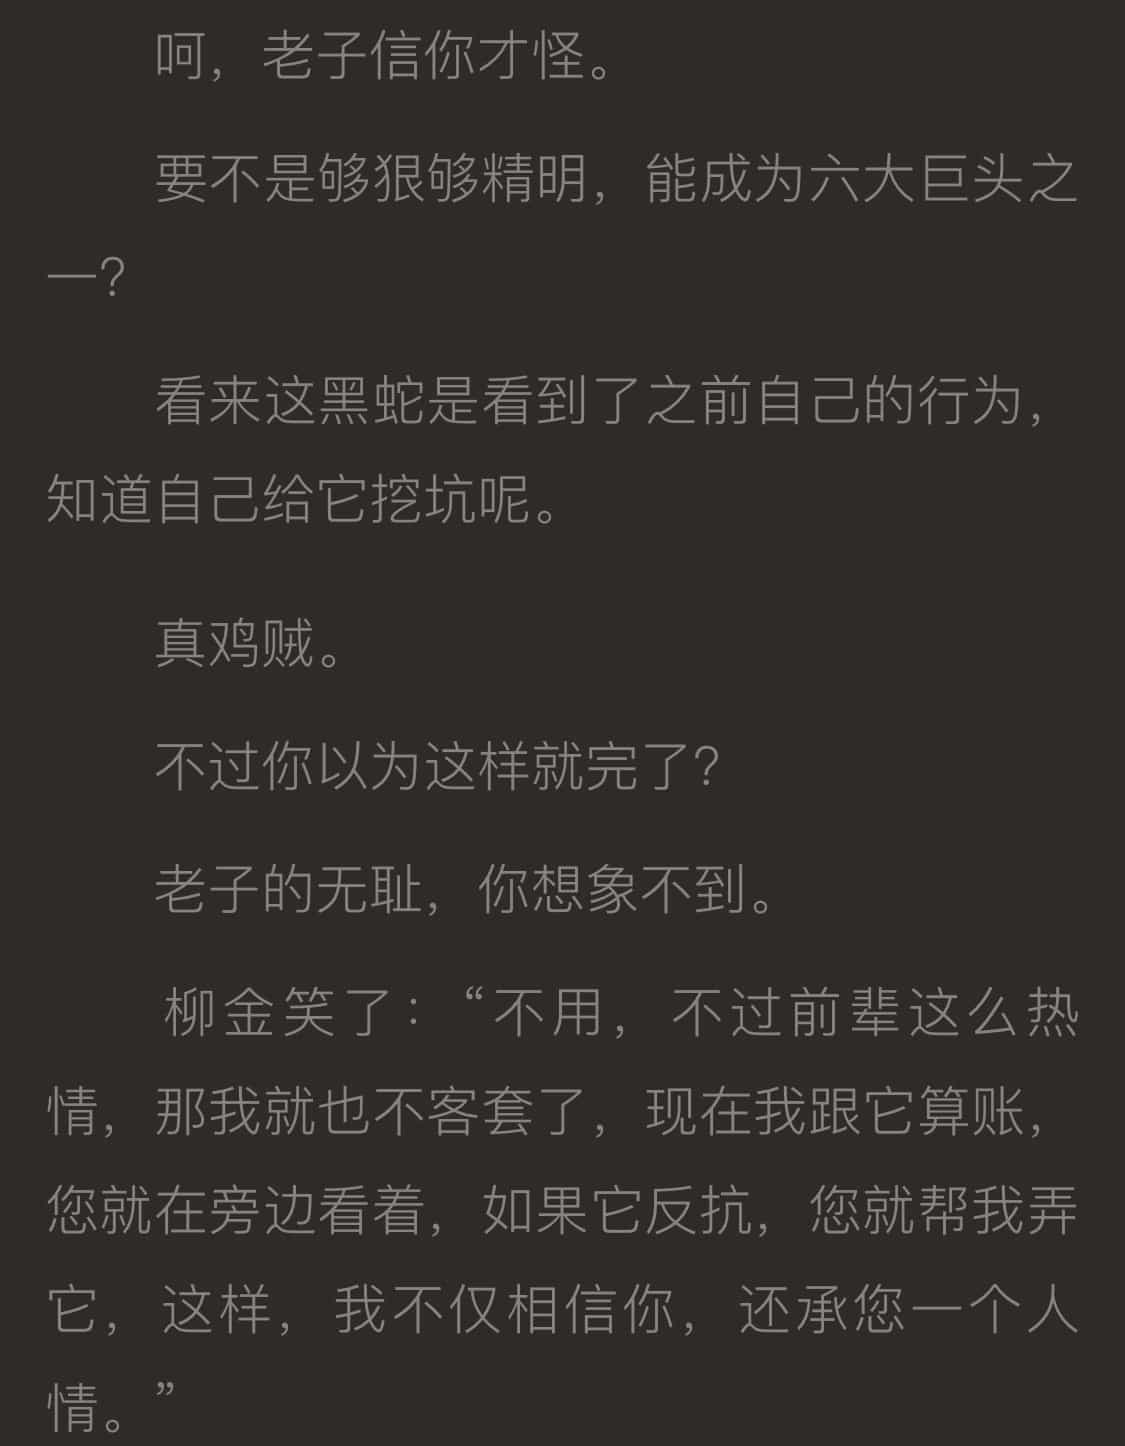 呵，老子信你才怪。
要不是够狠够精明，能成为六大巨头之
一？
看来这黑蛇是看到了之前自己的行为，
知道自己给它挖坑呢。
真鸡贼。
不过你以为这样就完了？
老子的无耻，你想象不到。
柳金笑了：“不用，不过前辈这么热
情，那我就也不客套了，现在我跟它算账，
您就在旁边看着，如果它反抗，您就帮我弄
它，这样，我不仅相信你，还承您一个人
情。”